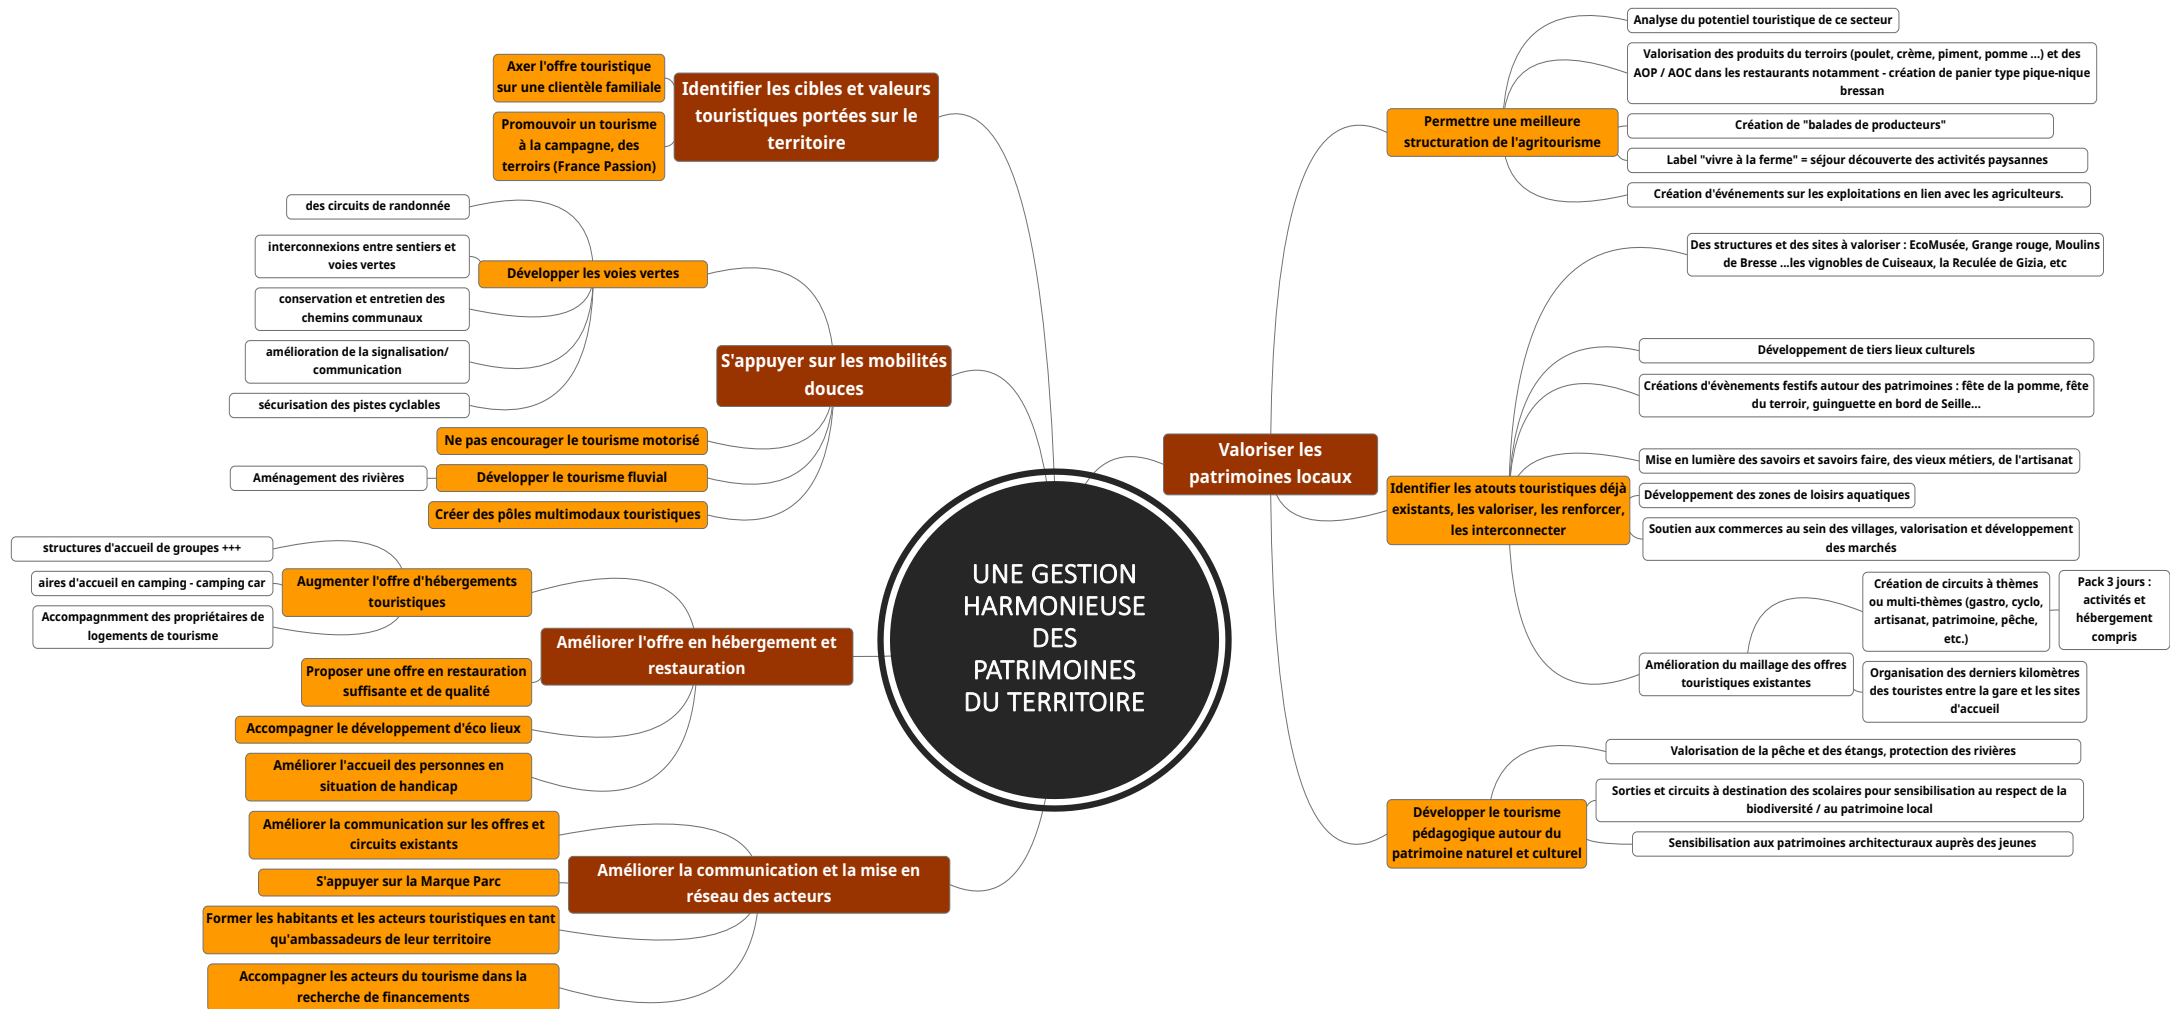 UNE GESTION
HARMONIEUSE
DES
PATRIMOINES
DU TERRITOIRE
Identifier les cibles et valeurs
touristiques portées sur le
territoire
Axer l'offre touristique
sur une clientèle familiale
Promouvoir un tourisme
à la campagne, des
terroirs (France Passion)
S'appuyer sur les mobilités
douces
Développer les voies vertes
des circuits de randonnée
interconnexions entre sentiers et
voies vertes
conservation et entretien des
chemins communaux
amélioration de la signalisation/
communication
sécurisation des pistes cyclables
Ne pas encourager le tourisme motorisé
Développer le tourisme fluvial
Aménagement des rivières
Créer des pôles multimodaux touristiques
Améliorer l'offre en hébergement et
restauration
Augmenter l'offre d'hébergements
touristiques
structures d'accueil de groupes +++
aires d'accueil en camping - camping car
Accompagnmment des propriétaires de
logements de tourisme
Proposer une offre en restauration
suffisante et de qualité
Accompagner le développement d'éco lieux
Améliorer l'accueil des personnes en
situation de handicap
Améliorer la communication et la mise en
réseau des acteurs
Améliorer la communication sur les offres et
circuits existants
S'appuyer sur la Marque Parc
Former les habitants et les acteurs touristiques en tant
qu'ambassadeurs de leur territoire
Accompagner les acteurs du tourisme dans la
recherche de financements
Valoriser les
patrimoines locaux
Permettre une meilleure
structuration de l'agritourisme
Analyse du potentiel touristique de ce secteur
Valorisation des produits du terroirs (poulet, crème, piment, pomme ...) et des
AOP / AOC dans les restaurants notamment - création de panier type pique-nique
bressan
Création de "balades de producteurs"
Label "vivre à la ferme" = séjour découverte des activités paysannes
Création d'événements sur les exploitations en lien avec les agriculteurs.
Identifier les atouts touristiques déjà
existants, les valoriser, les renforcer,
les interconnecter
Des structures et des sites à valoriser : EcoMusée, Grange rouge, Moulins
de Bresse ...les vignobles de Cuiseaux, la Reculée de Gizia, etc
Développement de tiers lieux culturels
Créations d'évènements festifs autour des patrimoines : fête de la pomme, fête
du terroir, guinguette en bord de Seille...
Mise en lumière des savoirs et savoirs faire, des vieux métiers, de l'artisanat
Développement des zones de loisirs aquatiques
Soutien aux commerces au sein des villages, valorisation et développement
des marchés
Amélioration du maillage des offres
touristiques existantes
Création de circuits à thèmes
ou multi-thèmes (gastro, cyclo,
artisanat, patrimoine, pêche,
etc.)
Pack 3 jours :
activités et
hébergement
compris
Organisation des derniers kilomètres
des touristes entre la gare et les sites
d'accueil
Développer le tourisme
pédagogique autour du
patrimoine naturel et culturel
Valorisation de la pêche et des étangs, protection des rivières
Sorties et circuits à destination des scolaires pour sensibilisation au respect de la
biodiversité / au patrimoine local
Sensibilisation aux patrimoines architecturaux auprès des jeunes